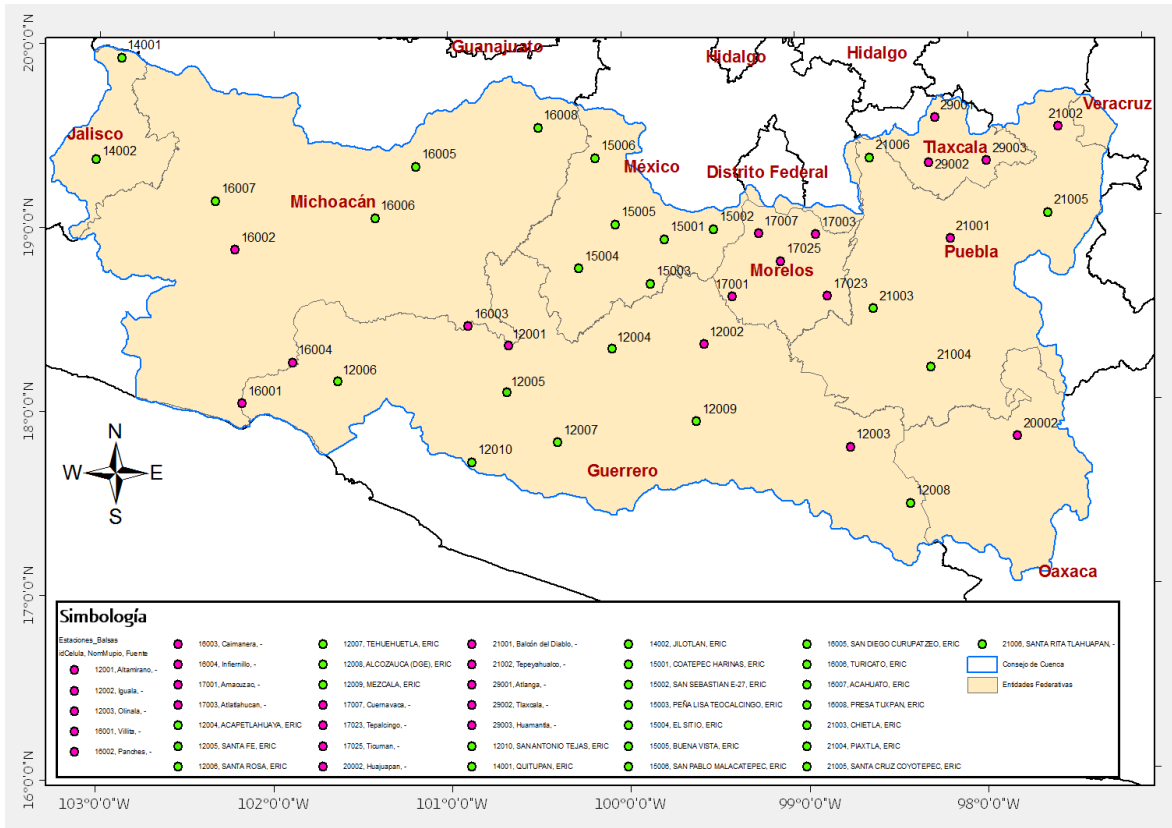 20°0'0"N
19°0'0"N
18°0'0"N
17°0'0"N
16°0'0"N
103°0'0"W
102°0'0"W
101°0'0"W
100°0'0"W
99°0'0"W
98°0'0"W
Guanajuato
Hidalgo
Hidalgo
Veracruz
Jalisco
Tlaxcala
México
Distrito Federal
Michoacán
Morelos
Puebla
Guerrero
Oaxaca
14001
14002
16008
16005
16007
16006
16002
16003
16004
16001
15006
15005
15001
15002
15004
15003
17007
17003
17025
17001
17023
21006
29002
29003
21002
21005
21001
21003
21004
12001
12004
12002
12006
12005
12009
12007
12010
12003
12008
20002
N
W E
S
Simbología
Estaciones_Balsas
idCelula, NomMupio, Fuente
12001, Altamirano, -
12002, Iguala, -
12003, Olinala, -
16001, Villita, -
16002, Panches, -
16003, Caimanera, -
16004, Infiernillo, -
17001, Amacuzac, -
17003, Atlatlahucan, -
12004, ACAPETLAHUAYA, ERIC
12005, SANTA FE, ERIC
12006, SANTA ROSA, ERIC
12007, TEHUEHUETLA, ERIC
12008, ALCOZAUCA (DGE), ERIC
12009, MEZCALA, ERIC
17007, Cuernavaca, -
17023, Tepalcingo, -
17025, Ticuman, -
20002, Huajuapan, -
21001, Balcón del Diablo, -
21002, Tepeyahualco, -
29001, Atlanga, -
29002, Tlaxcala, -
29003, Huamantla, -
12010, SAN ANTONIO TEJAS, ERIC
14001, QUITUPAN, ERIC
14002, JILOTLAN, ERIC
15001, COATEPEC HARINAS, ERIC
15002, SAN SEBASTIAN E-27, ERIC
15003, PEÑA LISA TEOCALCINGO, ERIC
15004, EL SITIO, ERIC
15005, BUENA VISTA, ERIC
15006, SAN PABLO MALACATEPEC, ERIC
16005, SAN DIEGO CURUPATZEO, ERIC
16006, TURICATO, ERIC
16007, ACAHUATO, ERIC
16008, PRESA TUXPAN, ERIC
21003, CHIETLA, ERIC
21004, PIAXTLA, ERIC
21005, SANTA CRUZ COYOTEPEC, ERIC
21006, SANTA RITA TLAHUAPAN, -
Consejo de Cuenca
Entidades Federativas